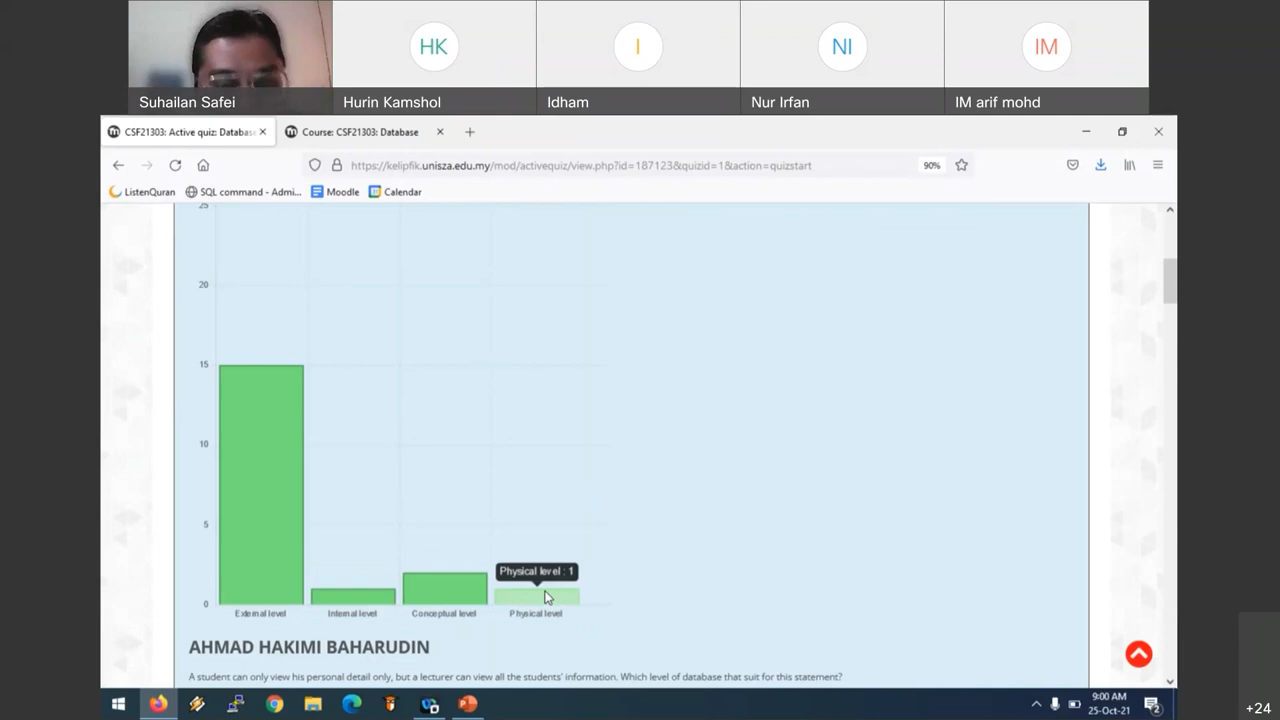 HK
I
NI
IM
Suhailan Safei
Hurin Kamshol
Idham
Nur Irfan
IM arif mohd
CSF21303: Active quiz: Database
Course: CSF21303: Database
https://kelipfik.unisza.edu.my/mod/activequiz/view.php?id=187123&quizid=1&action=quizstart
90%
ListenQuran
SQL command - Admi...
Moodle
Calendar
25
20
15
10
5
0
Physical level : 1
External level
Internal level
Conceptual level
Physical level
AHMAD HAKIMI BAHARUDIN
A student can only view his personal detail only, but a lecturer can view all the students' information. Which level of database that suit for this statement?
9:00 AM
25-Oct-21
2
+24